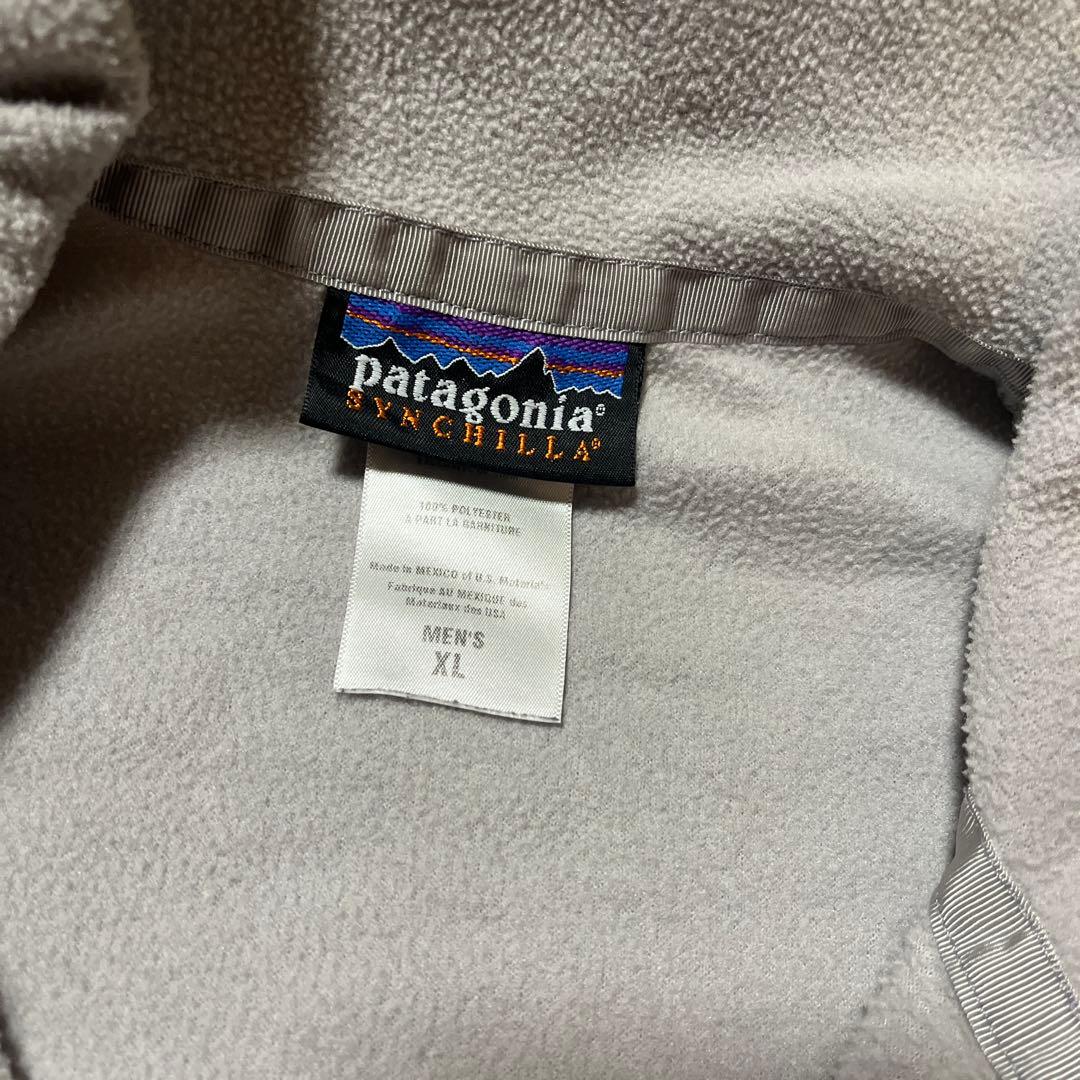 patagonia®
SYNCHILLA®
100% POLYESTER
À PART LA GARNITURE
Made in MEXICO of U.S. Materials
Fabriqué AU MEXIQUE des
Materiaux des USA
MEN'S
XL